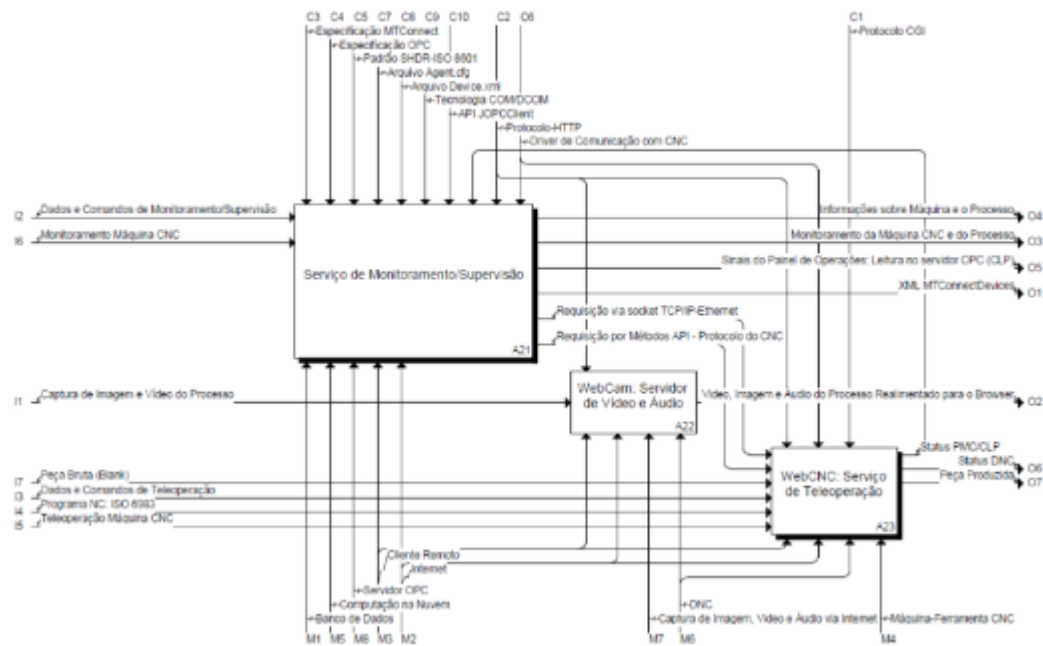 C3 C4 C5 C7 C8 C9 C10 C2 C6 C1
Especificação MTConnect
Protocolo CGI
Especificação OPC
Padrão SHDR-ISO 8601
Arquivo Agent.cfg
Arquivo Device.xml
Tecnologia COM/DCOM
API JOPCClient
Protocolo-HTTP
Driver de Comunicação com CNC
I2 Dados e Comandos de Monitoramento/Supervisão
Informações sobre Máquina e o Processo O4
I6 Monitoramento Máquina CNC
Monitoramento da Máquina CNC e do Processo O3
Serviço de Monitoramento/Supervisão
Sinais do Painel de Operações: Leitura no servidor OPC (CLP) O5
XML MTConnectDevices O1
Requisição via socket TCP/IP-Ethernet
Requisição por Métodos API - Protocolo do CNC
A21
I1 Captura de Imagem e Vídeo do Processo
WebCam: Servidor
de Vídeo e Áudio
A22
Vídeo, Imagem e Áudio do Processo Realimentado para o Browser O2
Status PMC/CLP
Status DNC O6
Peça Produzida O7
I7 Peça Bruta (Blank)
I3 Dados e Comandos de Teleoperação
I4 Programa NC: ISO 6983
I5 Teleoperação Máquina CNC
WebCNC: Serviço
de Teleoperação
A23
Cliente Remoto
Internet
Servidor OPC
Computação na Nuvem
DNC
Banco de Dados
Captura de Imagem, Vídeo e Áudio via Internet
Máquina-Ferramenta CNC
M1 M5 M8 M3 M2 M7 M6 M4